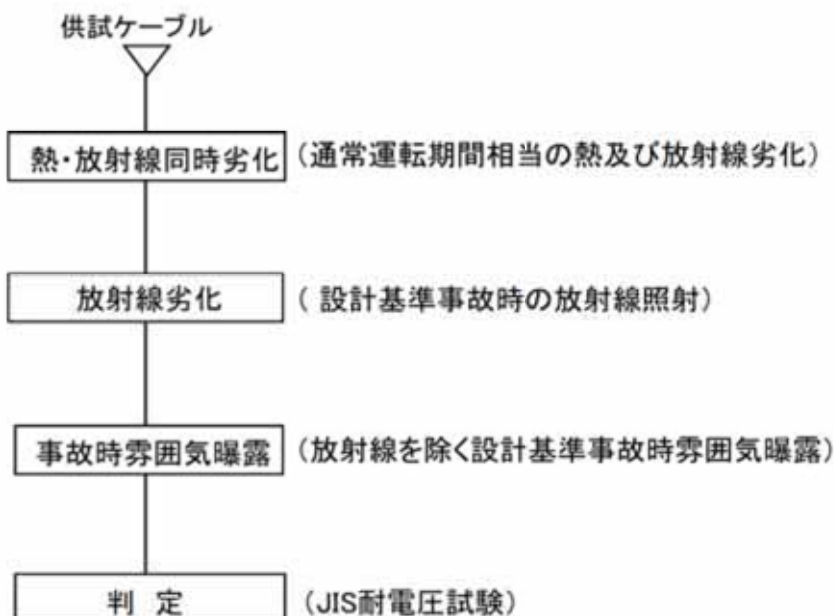 供試ケーブル
熱・放射線同時劣化 (通常運転期間相当の熱及び放射線劣化)
放射線劣化 ( 設計基準事故時の放射線照射)
事故時雰囲気曝露 (放射線を除く設計基準事故時雰囲気曝露)
判 定 (JIS耐電圧試験)